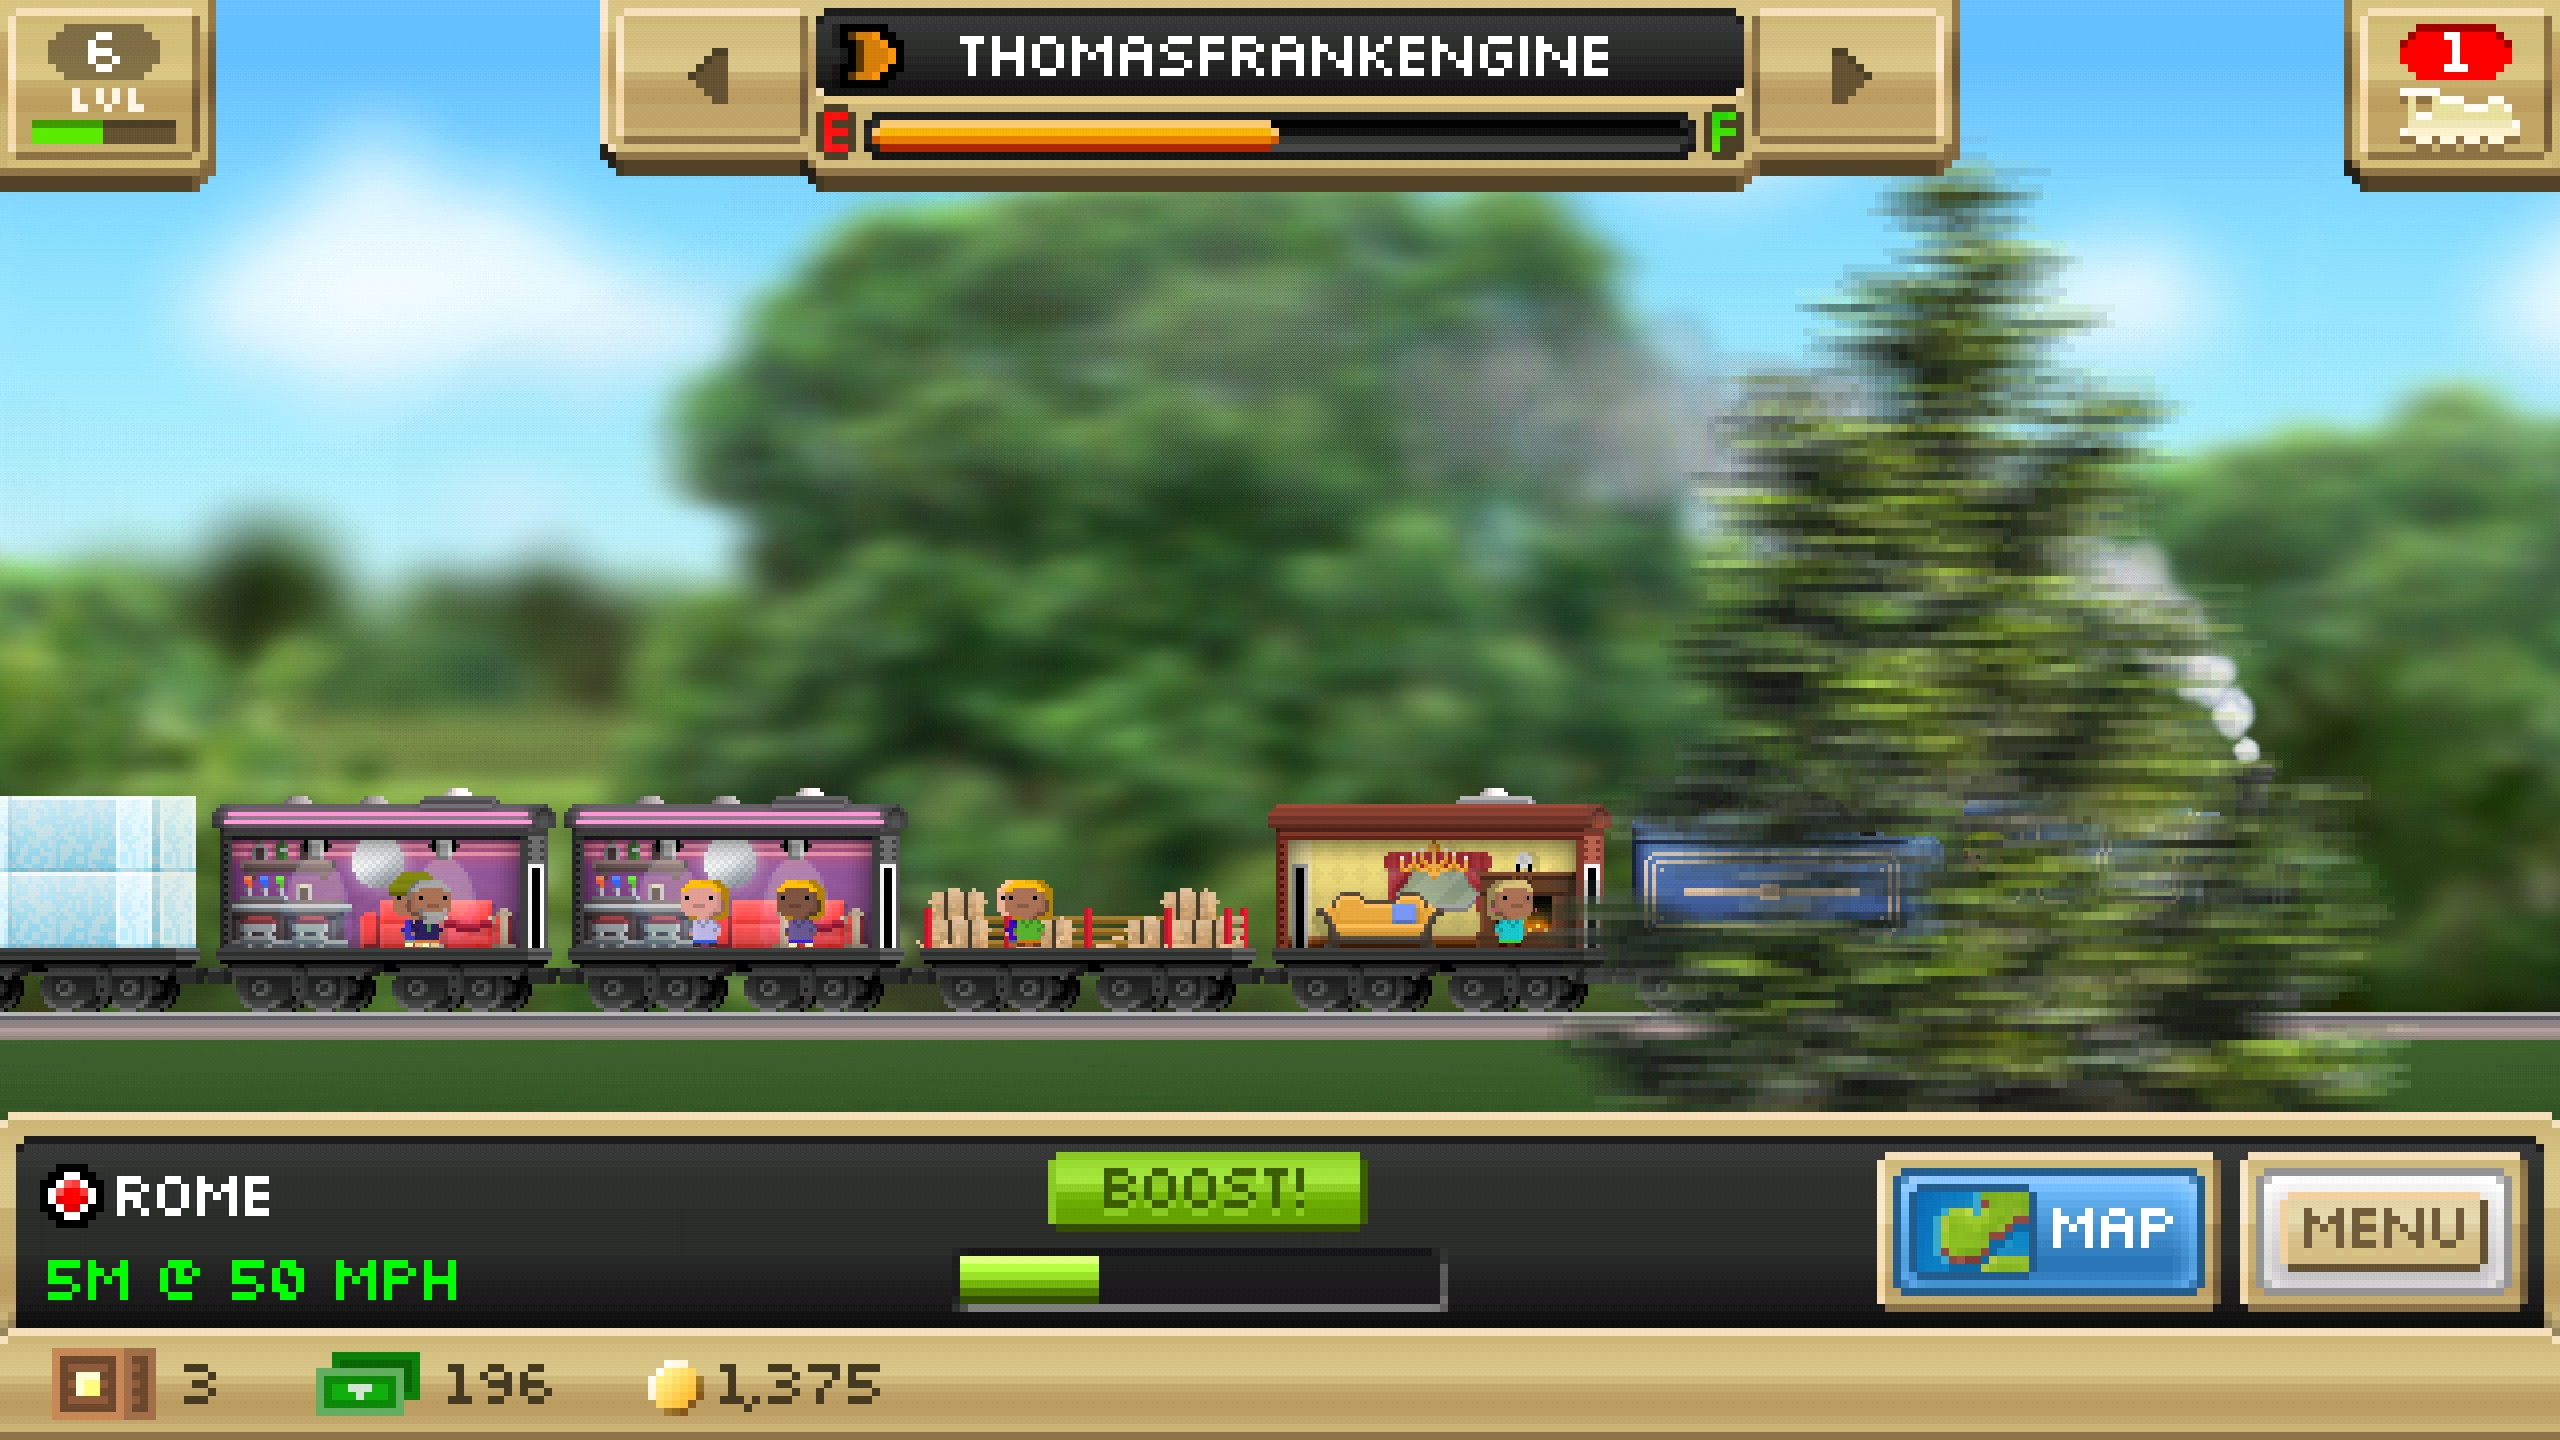 6
LVL
THOMASFRANKENGINE
E F
1
ROME
BOOST!
MAP
MENU
5M @ 50 MPH
3 196 1,375